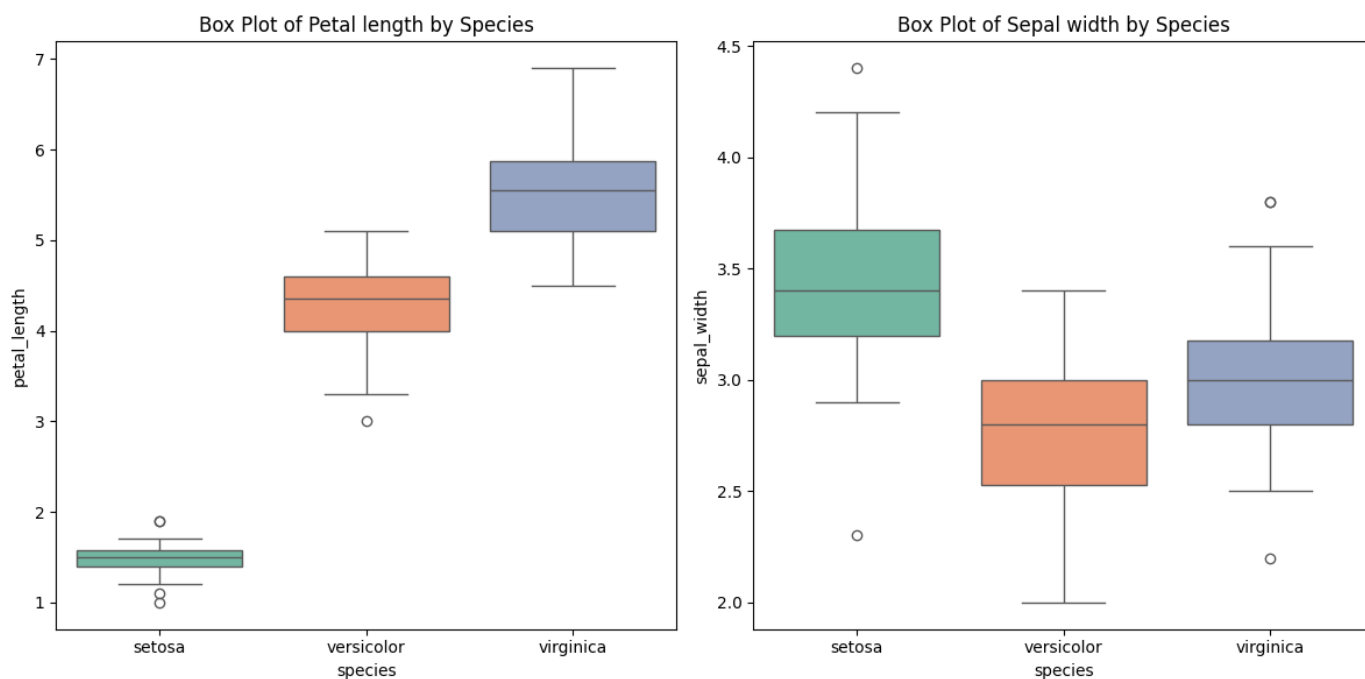 Box Plot of Petal length by Species
7
6
5
4
3
2
1
petal_length
setosa versicolor virginica
species
Box Plot of Sepal width by Species
4.5
4.0
3.5
3.0
2.5
2.0
sepal_width
setosa versicolor virginica
species